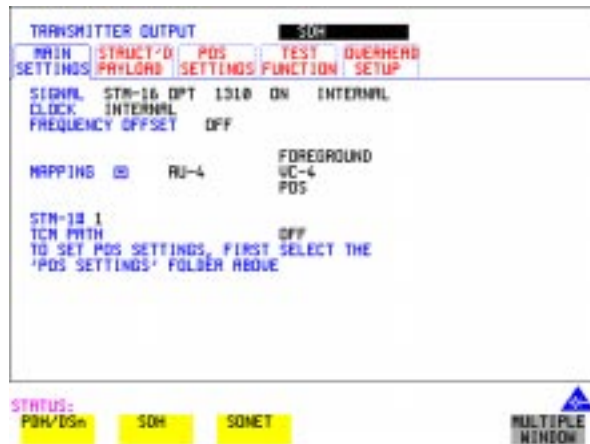 TRANSMITTER OUTPUT SDH
MAIN SETTINGS STRUCT'D PAYLOAD POS SETTINGS TEST FUNCTION OVERHEAD SETUP
SIGNAL STM-16 OPT 1310 ON INTERNAL
CLOCK INTERNAL
FREQUENCY OFFSET OFF
FOREGROUND
MAPPING AU-4 VC-4
POS
STM-1# 1
TCM PATH OFF
TO SET POS SETTINGS, FIRST SELECT THE
'POS SETTINGS' FOLDER ABOVE
STATUS:
PDH/DSn SDH SONET MULTIPLE WINDOW